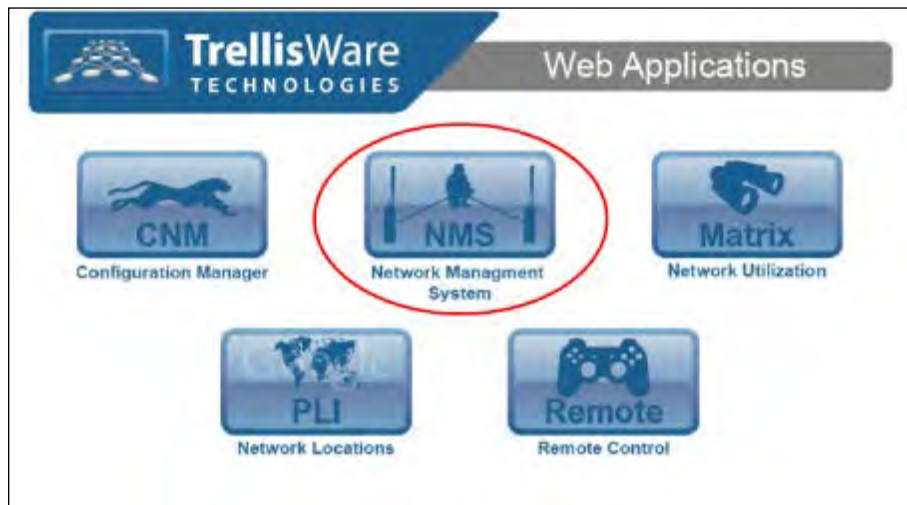 TrellisWare
TECHNOLOGIES
Web Applications
CNM
Configuration Manager
NMS
Network Managment
System
Matrix
Network Utilization
PLI
Network Locations
Remote
Remote Control